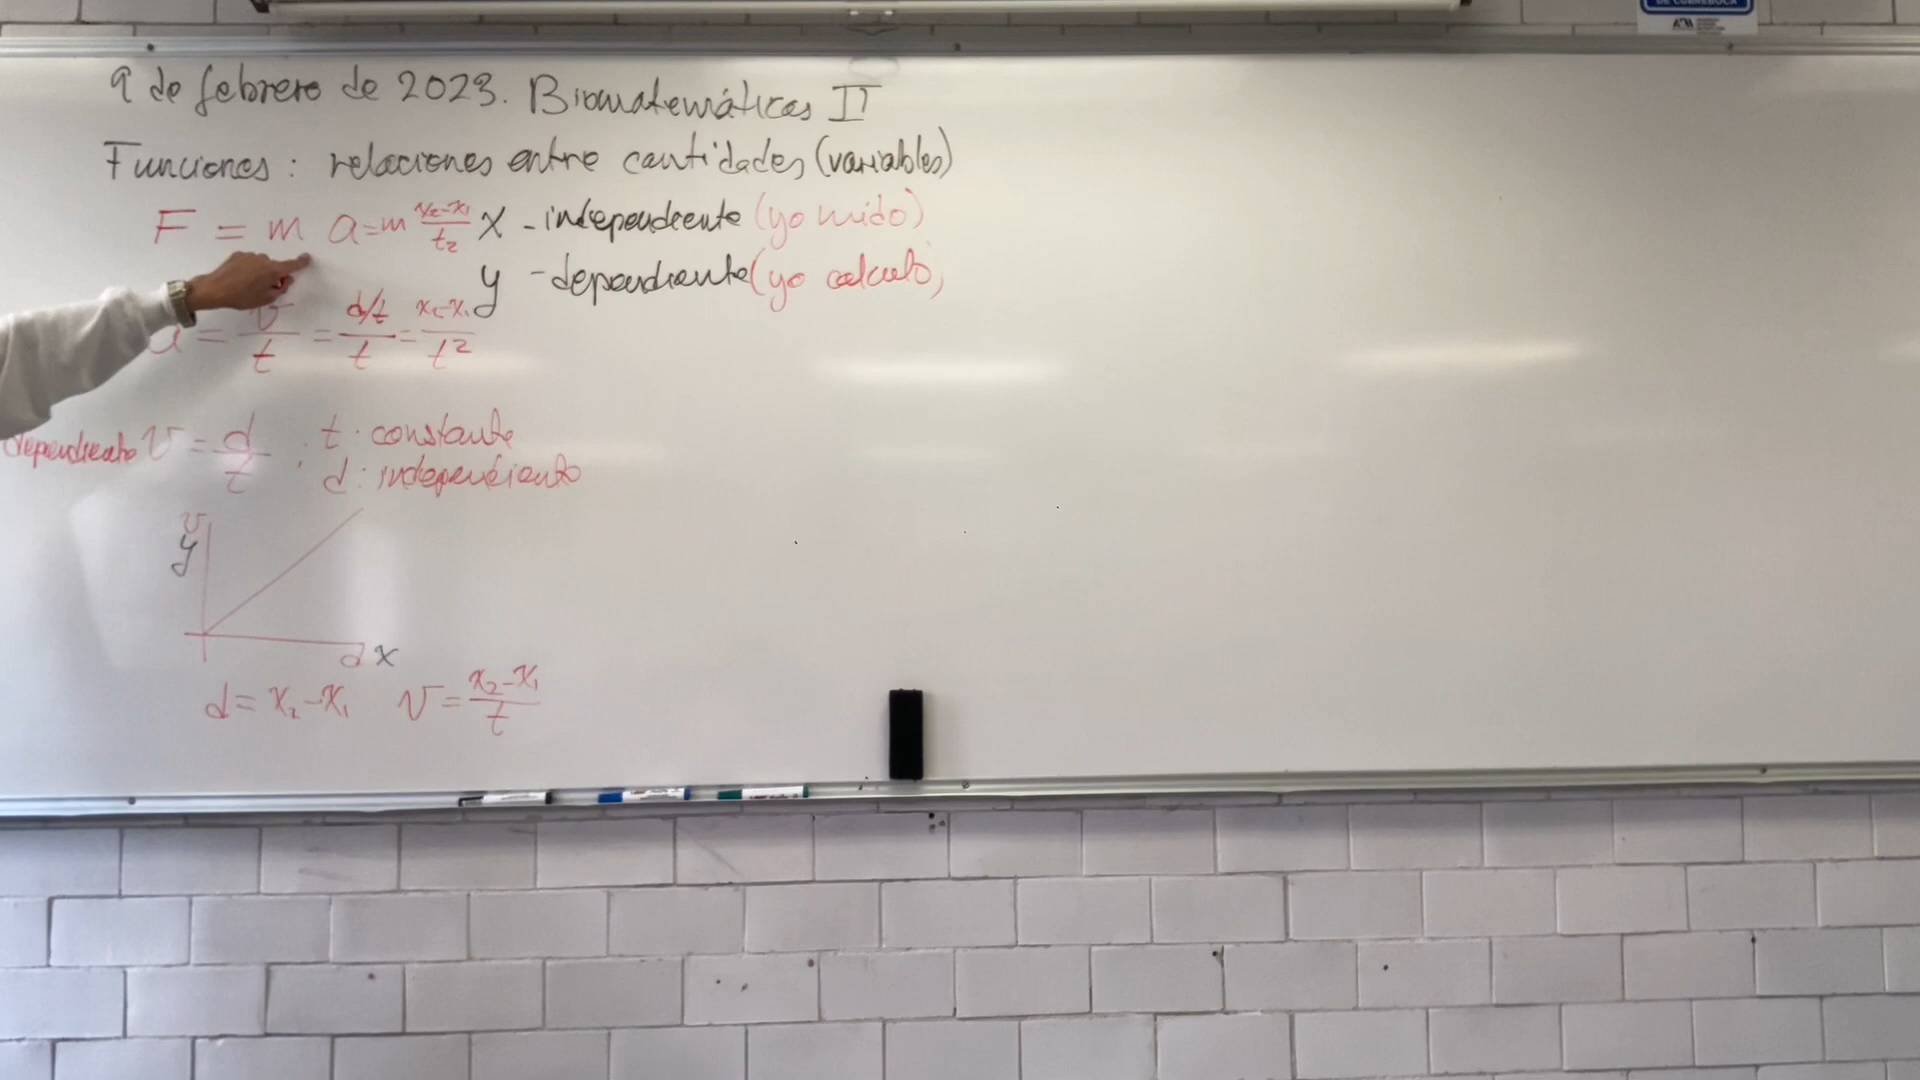 9 de febrero de 2023. Biomatemáticas II
Funciones: relaciones entre cantidades (variables)
F = m a = m x₂-x₁/t₂ x - independiente (yo mido)
y - dependiente (yo calculo)
a = v/t = d/t/t = x₂-x₁/t²
dependiente v = d/t ; t: constante
d: independiente
v
y
d x
d = x₂-x₁ v = x₂-x₁/t